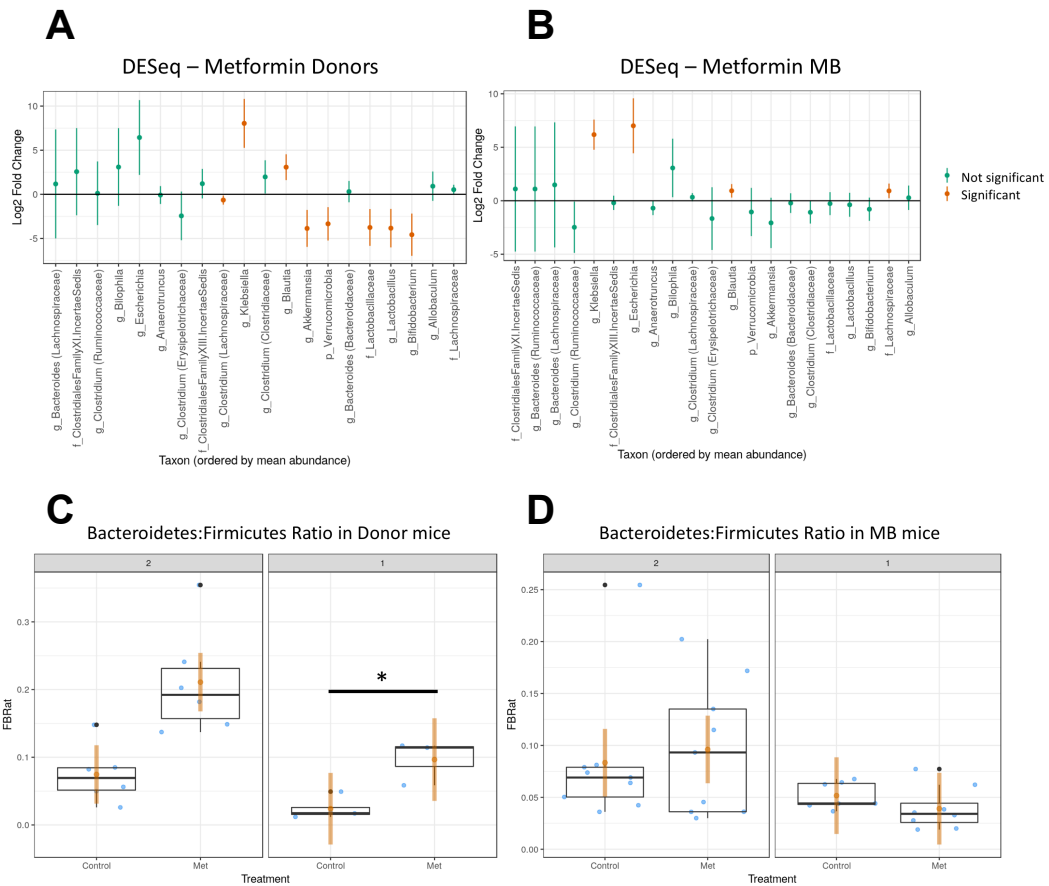 A
DESeq – Metformin Donors
10
5
0
-5
Log2 Fold Change
g_Bacteroides (Lachnospiraceae)
f_ClostridialesFamilyXI.IncertaeSedis
g_Clostridium (Ruminococcaceae)
g_Bilophila
g_Escherichia
g_Anaerotruncus
g_Clostridium (Erysipelotrichaceae)
f_ClostridialesFamilyXIII.IncertaeSedis
g_Clostridium (Lachnospiraceae)
g_Klebsiella
g_Clostridium (Clostridiaceae)
g_Blautia
g_Akkermansia
p_Verrucomicrobia
g_Bacteroides (Bacteroidaceae)
f_Lactobacillaceae
g_Lactobacillus
g_Bifidobacterium
g_Allobaculum
f_Lachnospiraceae
Taxon (ordered by mean abundance)
B
DESeq – Metformin MB
10
5
0
-5
Log2 Fold Change
f_ClostridialesFamilyXI.IncertaeSedis
g_Bacteroides (Ruminococcaceae)
g_Bacteroides (Lachnospiraceae)
g_Clostridium (Ruminococcaceae)
g_Klebsiella
f_ClostridialesFamilyXIII.IncertaeSedis
g_Escherichia
g_Anaerotruncus
g_Bilophila
g_Clostridium (Lachnospiraceae)
g_Clostridium (Erysipelotrichaceae)
g_Blautia
p_Verrucomicrobia
g_Akkermansia
g_Bacteroides (Bacteroidaceae)
g_Clostridium (Clostridiaceae)
f_Lactobacillaceae
g_Lactobacillus
g_Bifidobacterium
f_Lachnospiraceae
g_Allobaculum
Taxon (ordered by mean abundance)
Not significant
Significant
C
Bacteroidetes:Firmicutes Ratio in Donor mice
2
1
0.3
0.2
0.1
0.0
FBRat
*
Control
Met
Control
Met
Treatment
D
Bacteroidetes:Firmicutes Ratio in MB mice
2
1
0.25
0.20
0.15
0.10
0.05
0.00
FBRat
Control
Met
Control
Met
Treatment